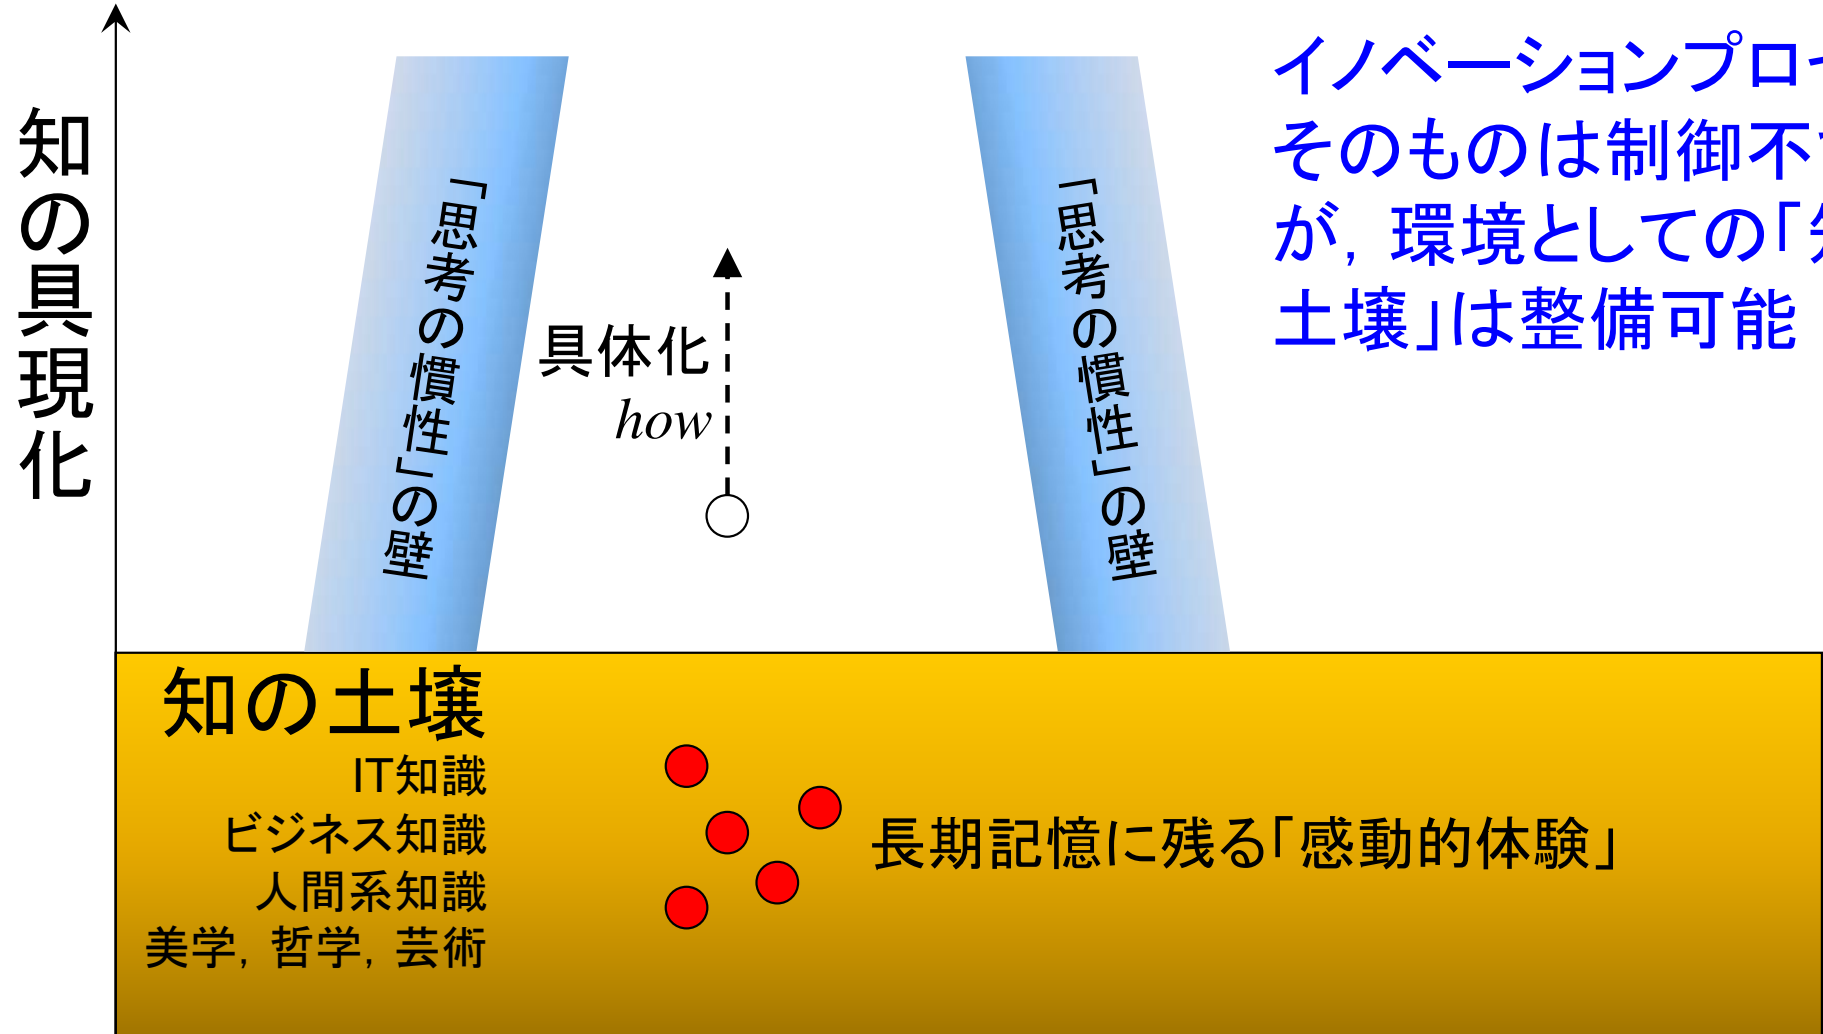 知の具現化
「思考の慣性」の壁
具体化
how
「思考の慣性」の壁
イノベーションプロ
そのものは制御不
が，環境としての「
土壌」は整備可能
知の土壌
IT知識
ビジネス知識
人間系知識
美学，哲学，芸術
長期記憶に残る「感動的体験」